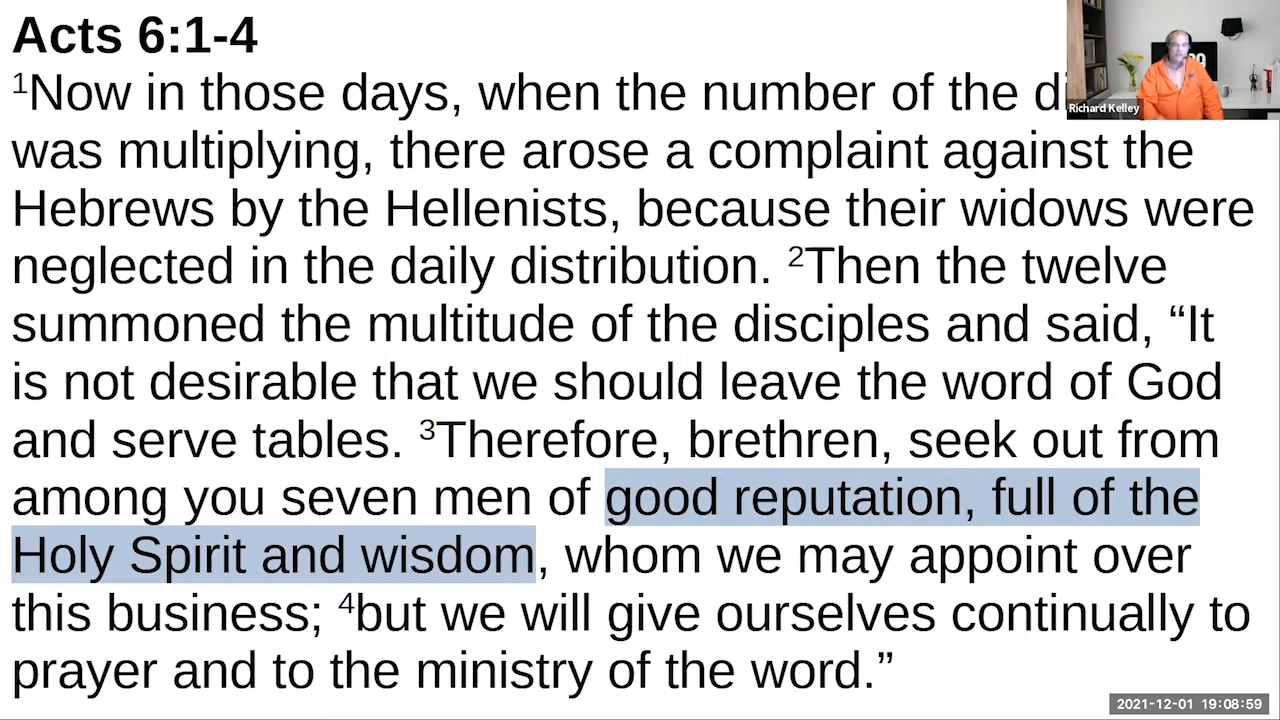 Acts 6:1-4
1Now in those days, when the number of the
Richard Kelley
was multiplying, there arose a complaint against the
Hebrews by the Hellenists, because their widows were
neglected in the daily distribution. 2Then the twelve
summoned the multitude of the disciples and said, “It
is not desirable that we should leave the word of God
and serve tables. 3Therefore, brethren, seek out from
among you seven men of good reputation, full of the
Holy Spirit and wisdom, whom we may appoint over
this business; 4but we will give ourselves continually to
prayer and to the ministry of the word.”
2021-12-01 19:08:59